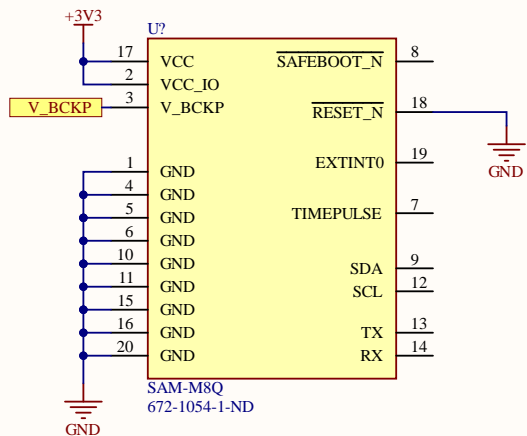 +3V3
U?
17 VCC
2 VCC_IO
V_BCKP 3 V_BCKP
1 GND
4 GND
5 GND
6 GND
10 GND
11 GND
15 GND
16 GND
20 GND
GND
SAFEBOOT_N 8
RESET_N 18
GND
EXTINT0 19
TIMEPULSE 7
SDA 9
SCL 12
TX 13
RX 14
SAM-M8Q
672-1054-1-ND